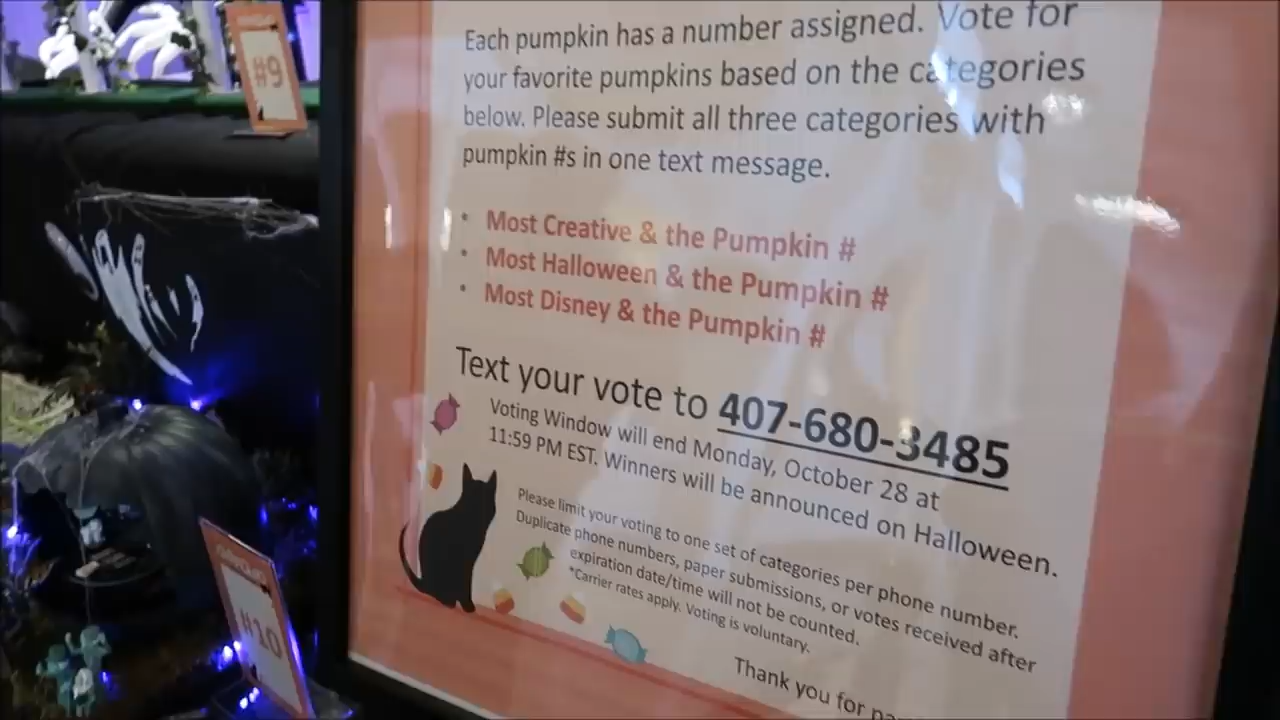 Each pumpkin has a number assigned. Vote for
your favorite pumpkins based on the categories
below. Please submit all three categories with
pumpkin #s in one text message.
• Most Creative & the Pumpkin #
• Most Halloween & the Pumpkin #
• Most Disney & the Pumpkin #
Text your vote to 407-680-3485
Voting Window will end Monday, October 28 at
11:59 PM EST. Winners will be announced on Halloween.
Please limit your voting to one set of categories per phone number.
Duplicate phone numbers, paper submissions, or votes received after
expiration date/time will not be counted.
*Carrier rates apply. Voting is voluntary.
Thank you for
#9
#10